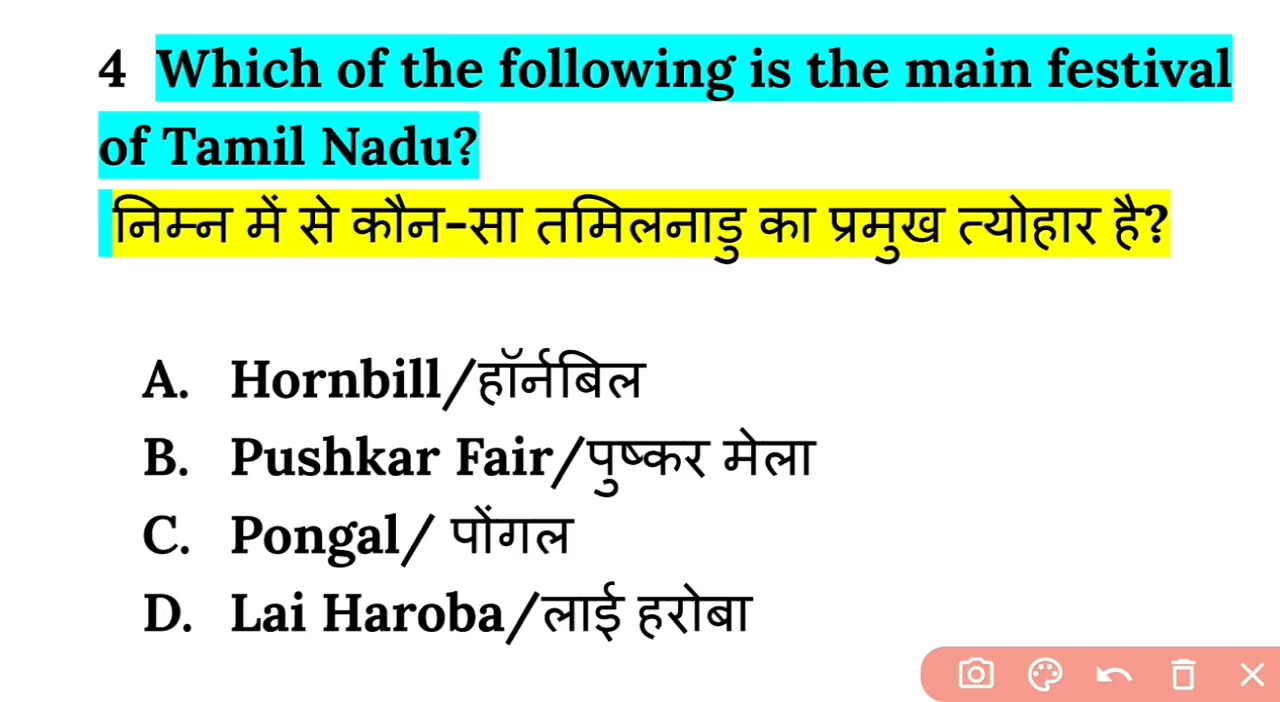 4 Which of the following is the main festival
of Tamil Nadu?
निम्न में से कौन-सा तमिलनाडु का प्रमुख त्योहार है?
A. Hornbill/हॉर्नबिल
B. Pushkar Fair/पुष्कर मेला
C. Pongal/ पोंगल
D. Lai Haroba/लाई हरोबा